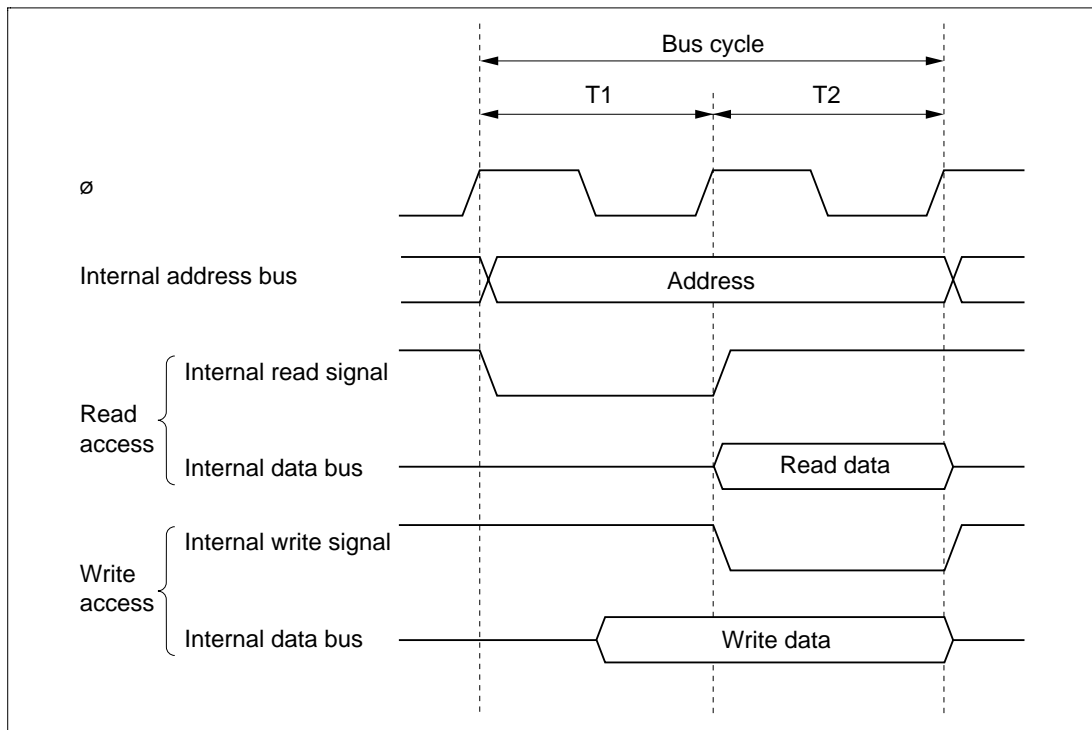 Bus cycle
T1
T2
ø
Internal address bus
Address
Internal read signal
Read
access
Internal data bus
Read data
Internal write signal
Write
access
Internal data bus
Write data